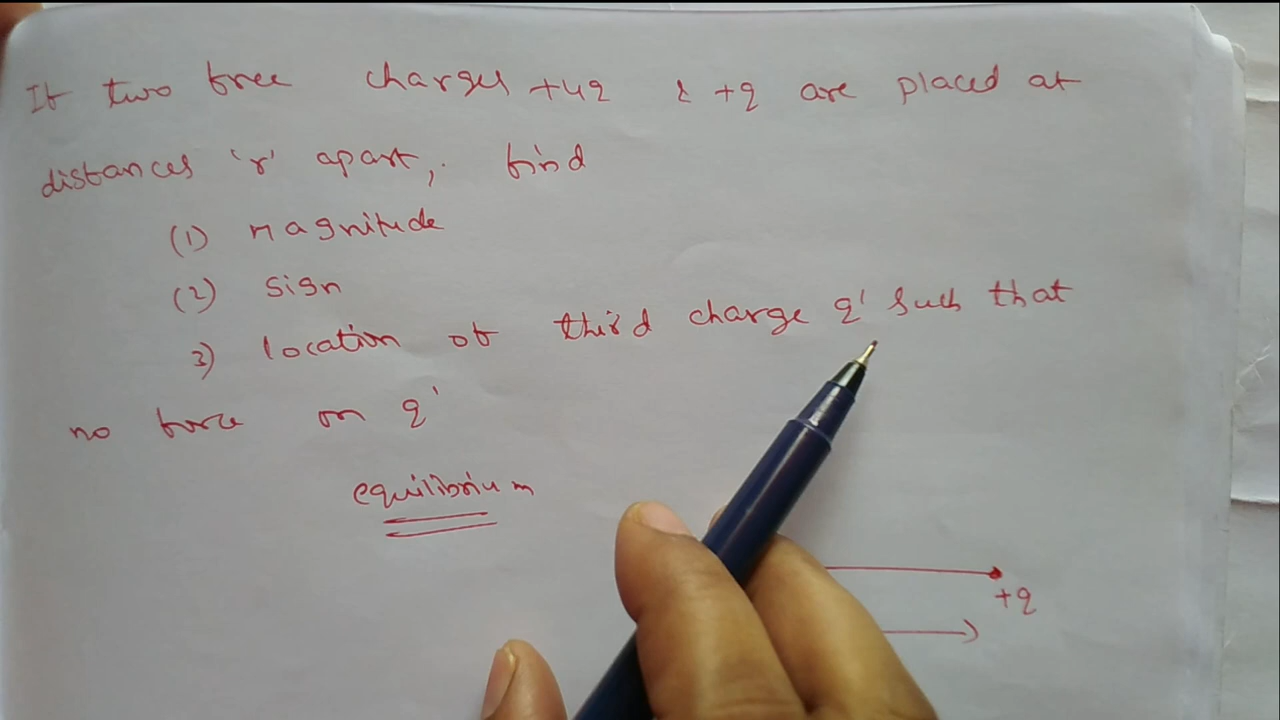 If two free charges +4q & +q are placed at
distances 'r' apart, find
(1) magnitude
(2) sign
3) location of third charge q' such that
no force on q'
equilibrium
+q